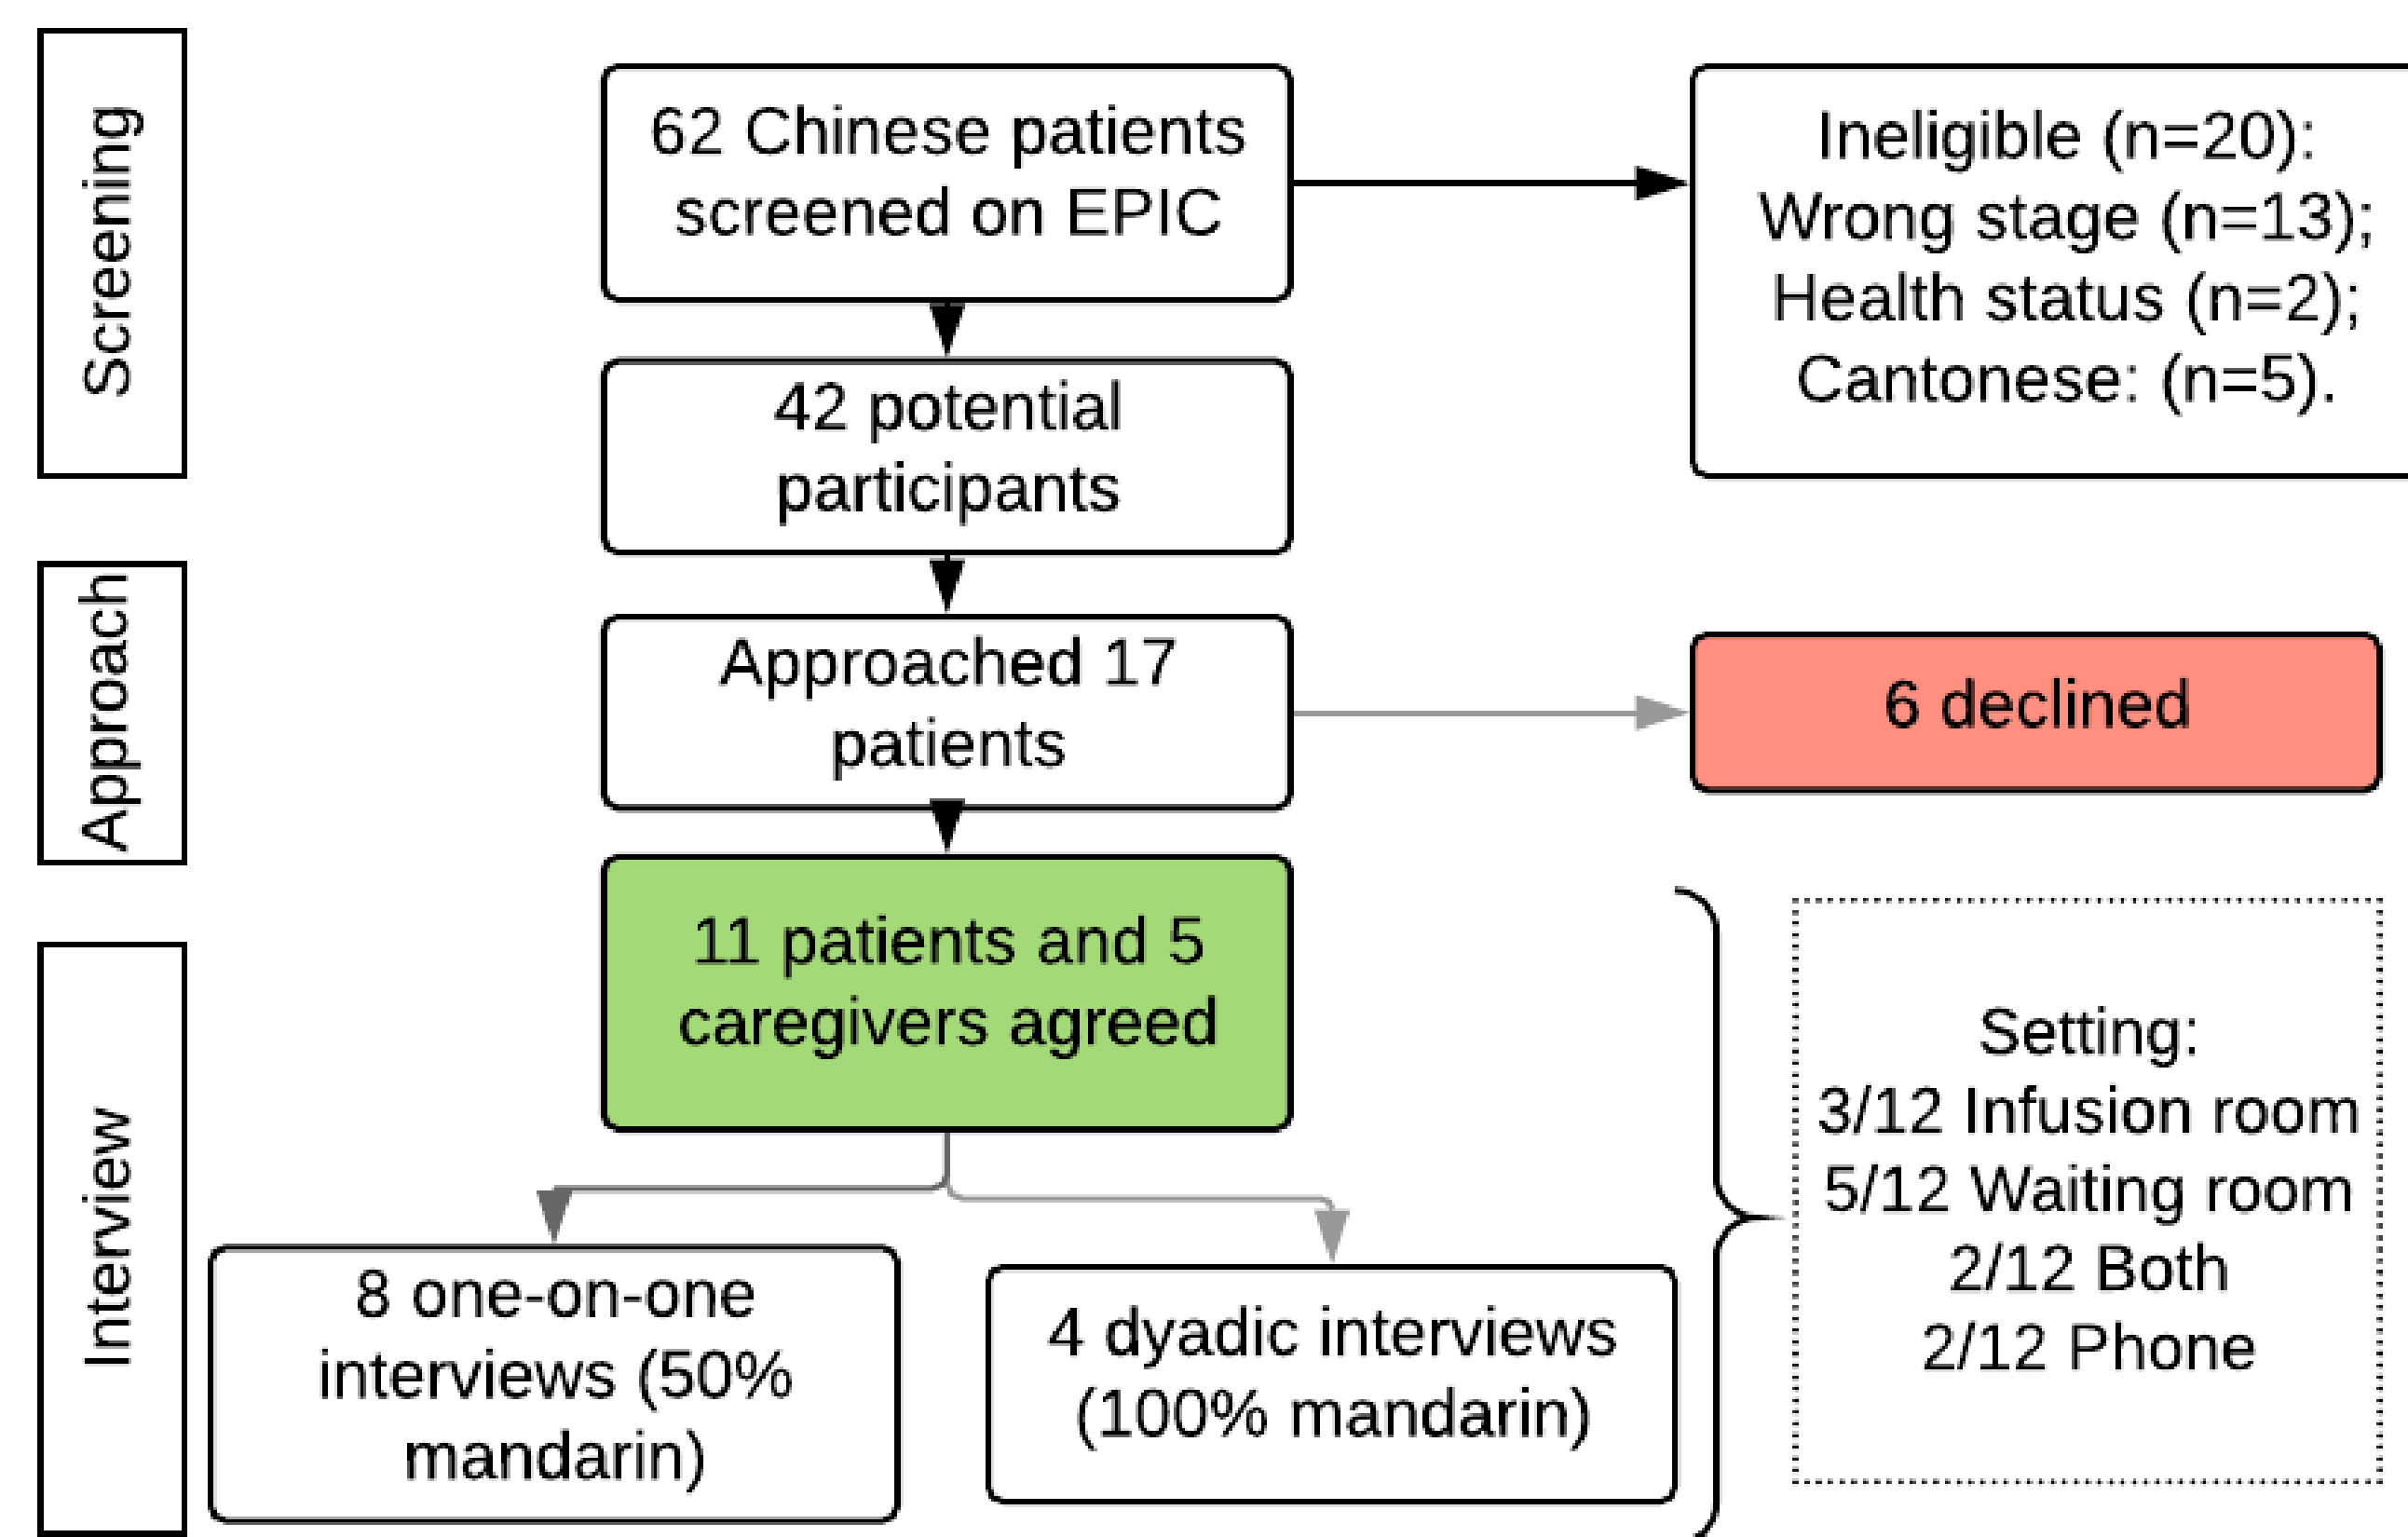 Screening
62 Chinese patients
screened on EPIC
Ineligible (n=20):
Wrong stage (n=13);
Health status (n=2);
Cantonese: (n=5).
42 potential
participants
Approach
Approached 17
patients
6 declined
Interview
11 patients and 5
caregivers agreed
8 one-on-one
interviews (50%
mandarin)
4 dyadic interviews
(100% mandarin)
Setting:
3/12 Infusion room
5/12 Waiting room
2/12 Both
2/12 Phone